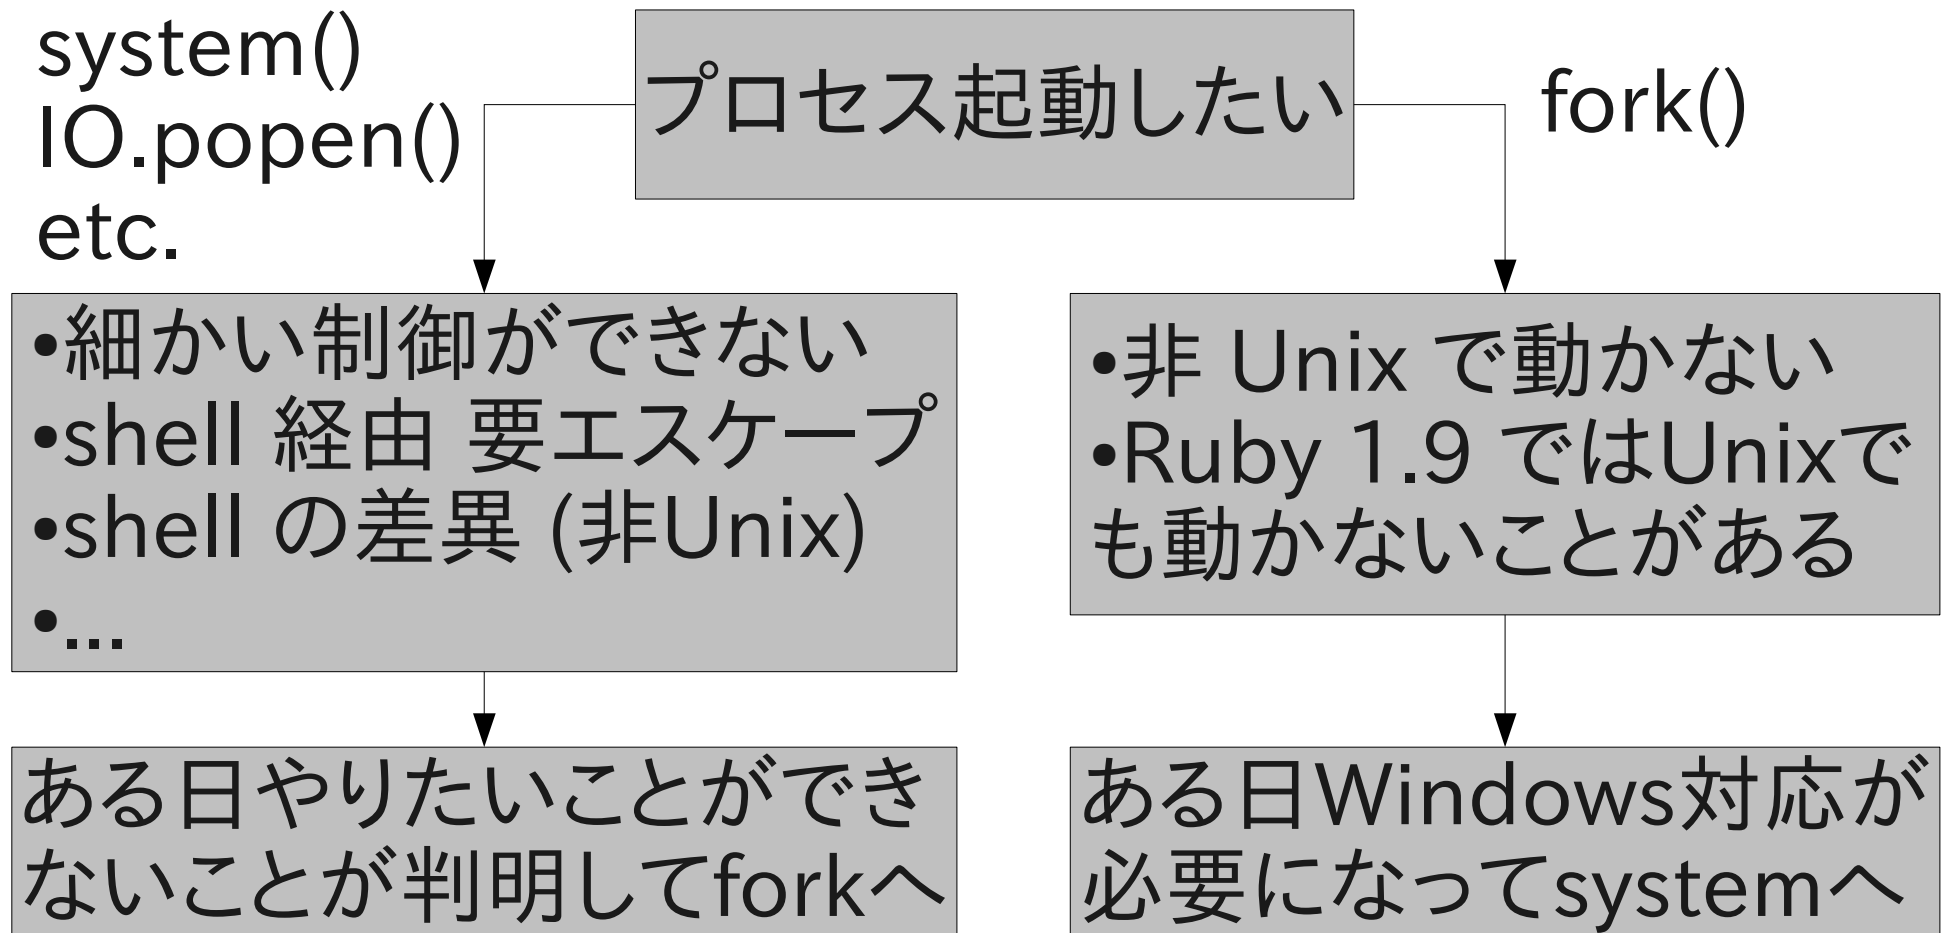 system()
IO.popen()
etc.
プロセス起動したい
fork()
•細かい制御ができない
•shell 経由 要エスケープ
•shell の差異 (非Unix)
•...
•非 Unix で動かない
•Ruby 1.9 ではUnixで
も動かないことがある
ある日やりたいことができ
ないことが判明してforkへ
ある日Windows対応が
必要になってsystemへ